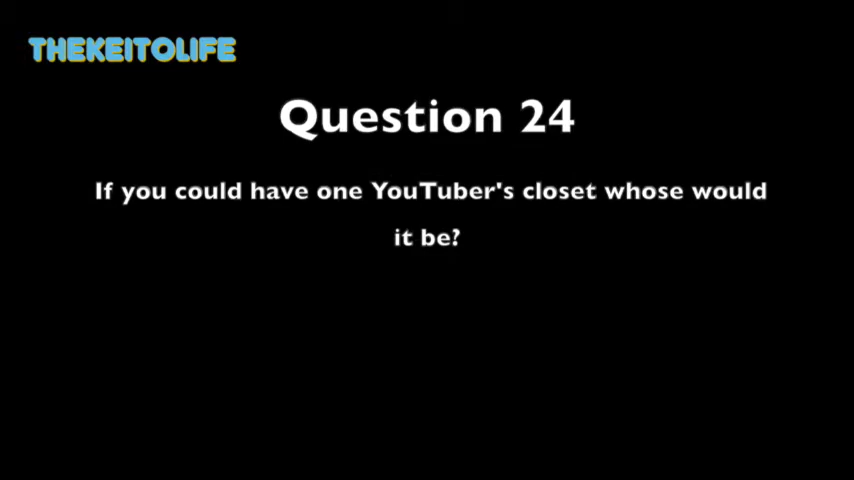 THEKEITOLIFE
Question 24
If you could have one YouTuber's closet whose would
it be?